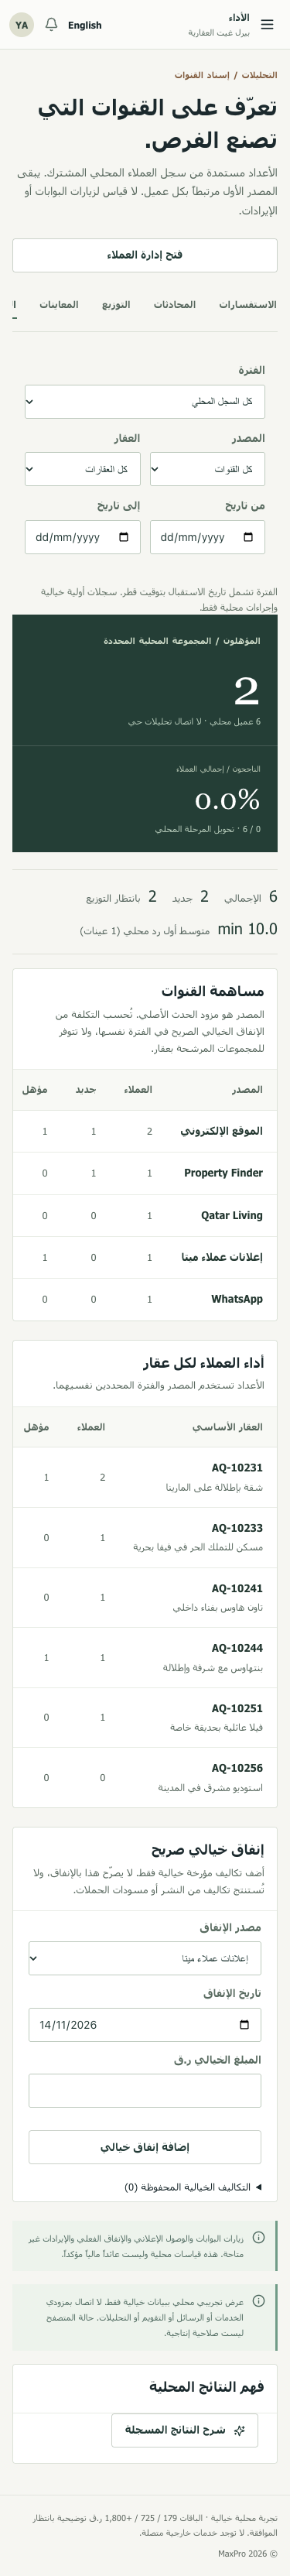 الأداء
بيرل غيت العقارية
English
YA
التحليلات / إسناد القنوات
تعرّف على القنوات التي
تصنع الفرص.
الأعداد مستمدة من سجل العملاء المحلي المشترك. يبقى
المصدر الأول مرتبطاً بكل عميل. لا قياس لزيارات البوابات أو
الإيرادات.
فتح إدارة العملاء
الاستفسارات
المحادثات
التوزيع
المعاينات
الفترة
كل السجل المحلي
المصدر
العقار
كل القنوات
كل العقارات
من تاريخ
إلى تاريخ
dd/mm/yyyy
dd/mm/yyyy
الفترة تشمل تاريخ الاستقبال بتوقيت قطر. سجلات أولية خيالية
وإجراءات محلية فقط.
المؤهلون / المجموعة المحلية المحددة
2
6 عميل محلي · لا اتصال تحليلات حي
الناجحون / إجمالي العملاء
0.0%
0 / 6 · تحويل المرحلة المحلي
6 الإجمالي
2 جديد
2 بانتظار التوزيع
10.0 min متوسط أول رد محلي (1 عينات)
مساهمة القنوات
المصدر هو مزود الحدث الأصلي. تُحسب التكلفة من
الإنفاق الخيالي الصريح في الفترة نفسها، ولا تتوفر
للمجموعات المرشحة بعقار.
المصدر العملاء جديد مؤهل
الموقع الإلكتروني 2 1 1
Property Finder 1 1 0
Qatar Living 1 0 0
إعلانات عملاء ميتا 1 0 1
WhatsApp 1 0 0
أداء العملاء لكل عقار
الأعداد تستخدم المصدر والفترة المحددين نفسيهما.
العقار الأساسي العملاء مؤهل
AQ-10231
شقة بإطلالة على المارينا
2 1
AQ-10233
مسكن للتملك الحر في فيفا بحرية
1 0
AQ-10241
تاون هاوس بفناء داخلي
1 0
AQ-10244
بنتهاوس مع شرفة وإطلالة
1 1
AQ-10251
فيلا عائلية بحديقة خاصة
1 0
AQ-10256
استوديو مشرق في المدينة
0 0
إنفاق خيالي صريح
أضف تكاليف مؤرخة خيالية فقط. لا يصرّح هذا بالإنفاق، ولا
تُستنتج تكاليف من النشر أو مسودات الحملات.
مصدر الإنفاق
إعلانات عملاء ميتا
تاريخ الإنفاق
14/11/2026
المبلغ الخيالي ر.ق
إضافة إنفاق خيالي
التكاليف الخيالية المحفوظة (0)
زيارات البوابات والوصول الإعلاني والإنفاق الفعلي والإيرادات غير
متاحة. هذه قياسات محلية وليست عائداً مالياً مؤكداً.
عرض تجريبي محلي ببيانات خيالية فقط. لا اتصال بمزودي
الخدمات أو الرسائل أو التقويم أو التحليلات. حالة المتصفح
ليست صلاحية إنتاجية.
فهم النتائج المحلية
شرح النتائج المسجلة
تجربة محلية خيالية · الباقات 179 / 725 / +1,800 ر.ق توضيحية بانتظار
الموافقة. لا توجد خدمات خارجية متصلة.
© 2026 MaxPro